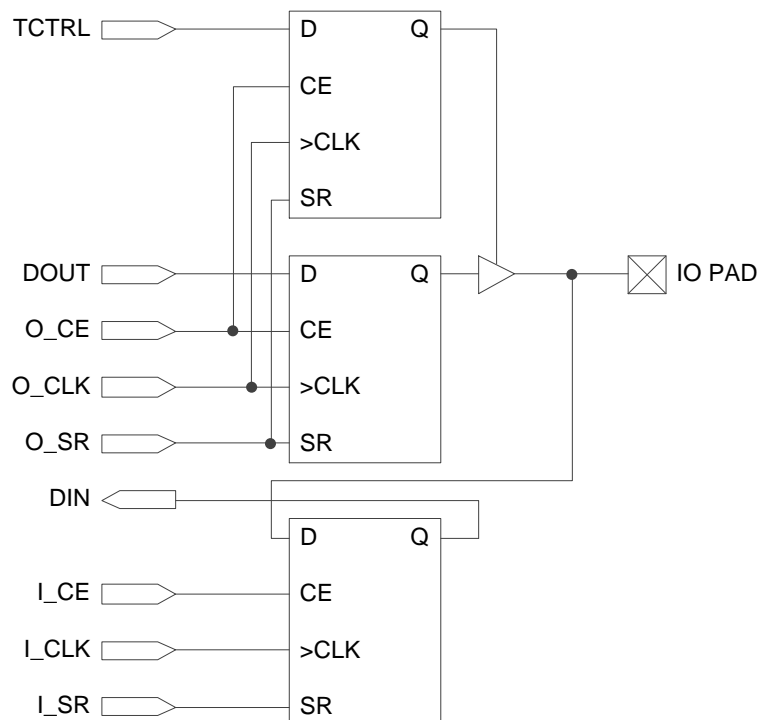 TCTRL D Q
CE
>CLK
SR
DOUT D Q IO PAD
O_CE CE
O_CLK >CLK
O_SR SR
DIN
D Q
I_CE CE
I_CLK >CLK
I_SR SR